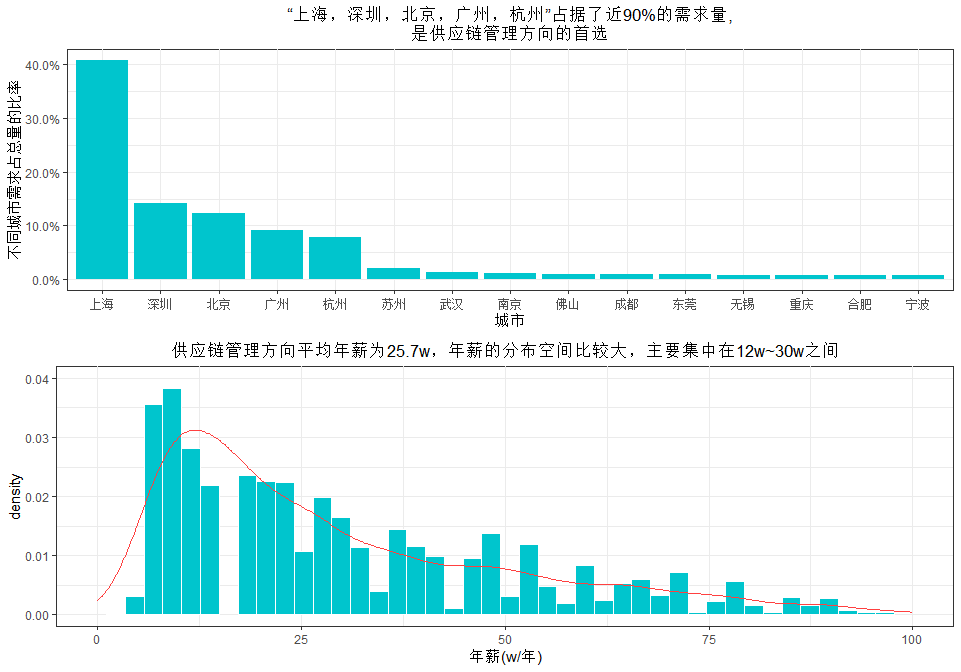 “上海，深圳，北京，广州，杭州”占据了近90%的需求量，
是供应链管理方向的首选
不同城市需求占总量的比率
40.0%
30.0%
20.0%
10.0%
0.0%
上海 深圳 北京 广州 杭州 苏州 武汉 南京 佛山 成都 东莞 无锡 重庆 合肥 宁波
城市
供应链管理方向平均年薪为25.7w，年薪的分布空间比较大，主要集中在12w~30w之间
density
0.04
0.03
0.02
0.01
0.00
0 25 50 75 100
年薪(w/年)